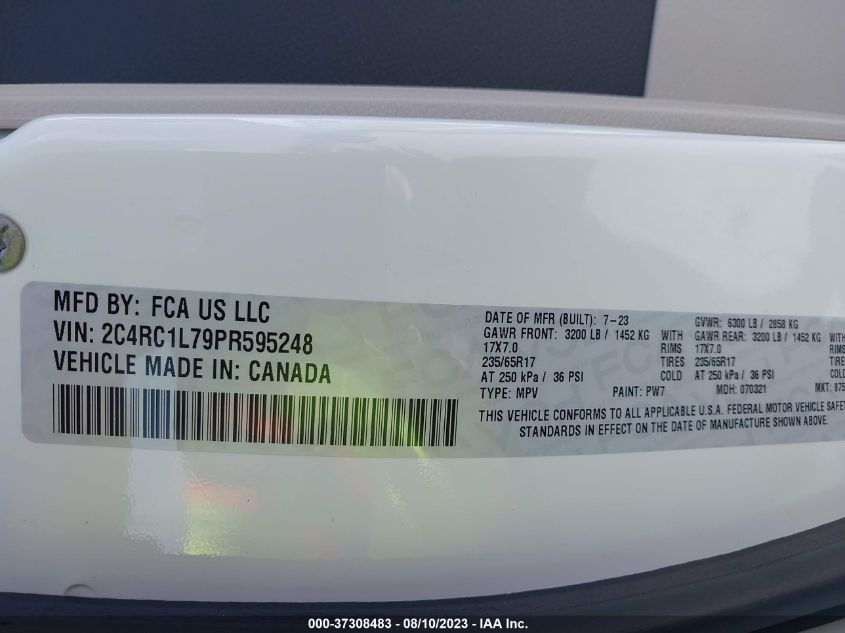 MFD BY: FCA US LLC
VIN: 2C4RC1L79PR595248
VEHICLE MADE IN: CANADA
DATE OF MFR (BUILT): 7-23 GVWR: 6300 LB / 2858 KG
GAWR FRONT: 3200 LB / 1452 KG WITH GAWR REAR: 3200 LB / 1452 KG WITH
17X7.0 RIMS 17X7.0 RIMS
235/65R17 TIRES 235/65R17 TIRES
AT 250 kPa / 36 PSI COLD AT 250 kPa / 36 PSI COLD
TYPE: MPV PAINT: PW7 MDH: 070321 MKT: 875
THIS VEHICLE CONFORMS TO ALL APPLICABLE U.S.A. FEDERAL MOTOR VEHICLE SAFET
STANDARDS IN EFFECT ON THE DATE OF MANUFACTURE SHOWN ABOVE.
000-37308483 - 08/10/2023 - IAA Inc.